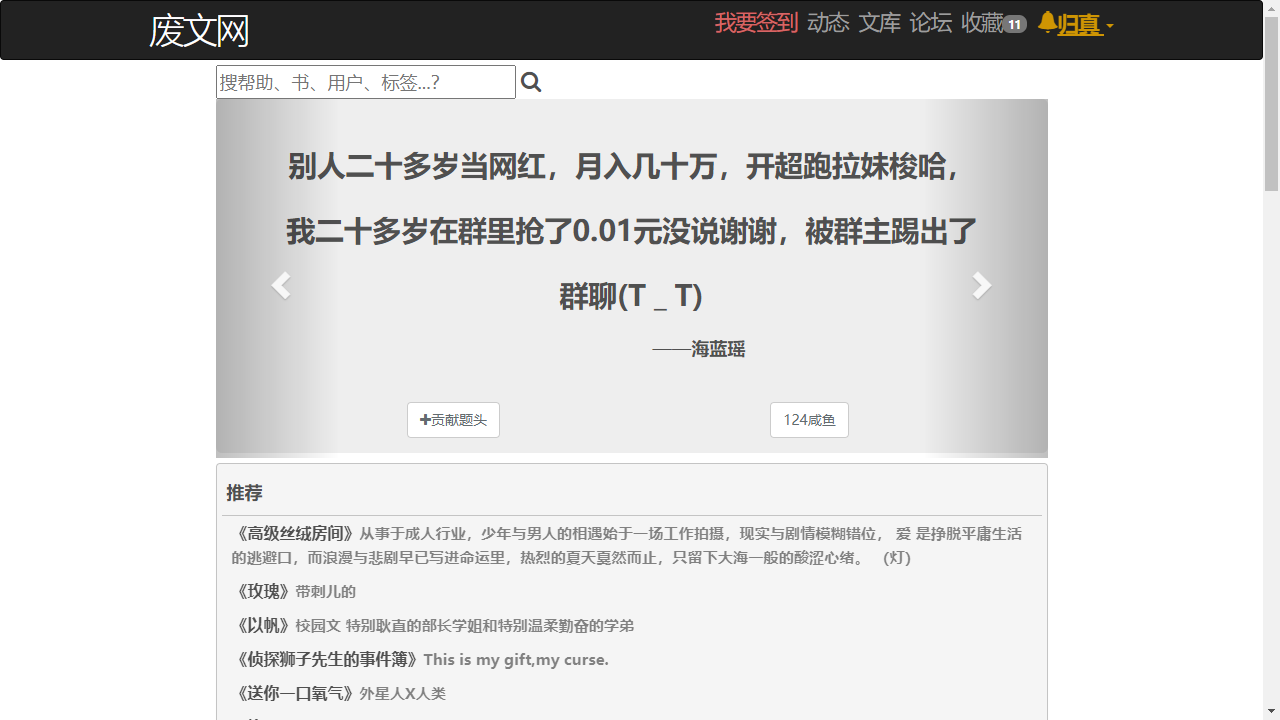 废文网
我要签到 动态 文库 论坛 收藏11 归真
搜帮助、书、用户、标签...?
别人二十多岁当网红，月入几十万，开超跑拉妹梭哈，
我二十多岁在群里抢了0.01元没说谢谢，被群主踢出了
群聊(T _ T)
——海蓝瑶
贡献题头
124咸鱼
推荐
《高级丝绒房间》从事于成人行业，少年与男人的相遇始于一场工作拍摄，现实与剧情模糊错位， 爱 是挣脱平庸生活
的逃避口，而浪漫与悲剧早已写进命运里，热烈的夏天戛然而止，只留下大海一般的酸涩心绪。 （灯）
《玫瑰》带刺儿的
《以帆》校园文 特别耿直的部长学姐和特别温柔勤奋的学弟
《侦探狮子先生的事件簿》This is my gift,my curse.
《送你一口氧气》外星人X人类